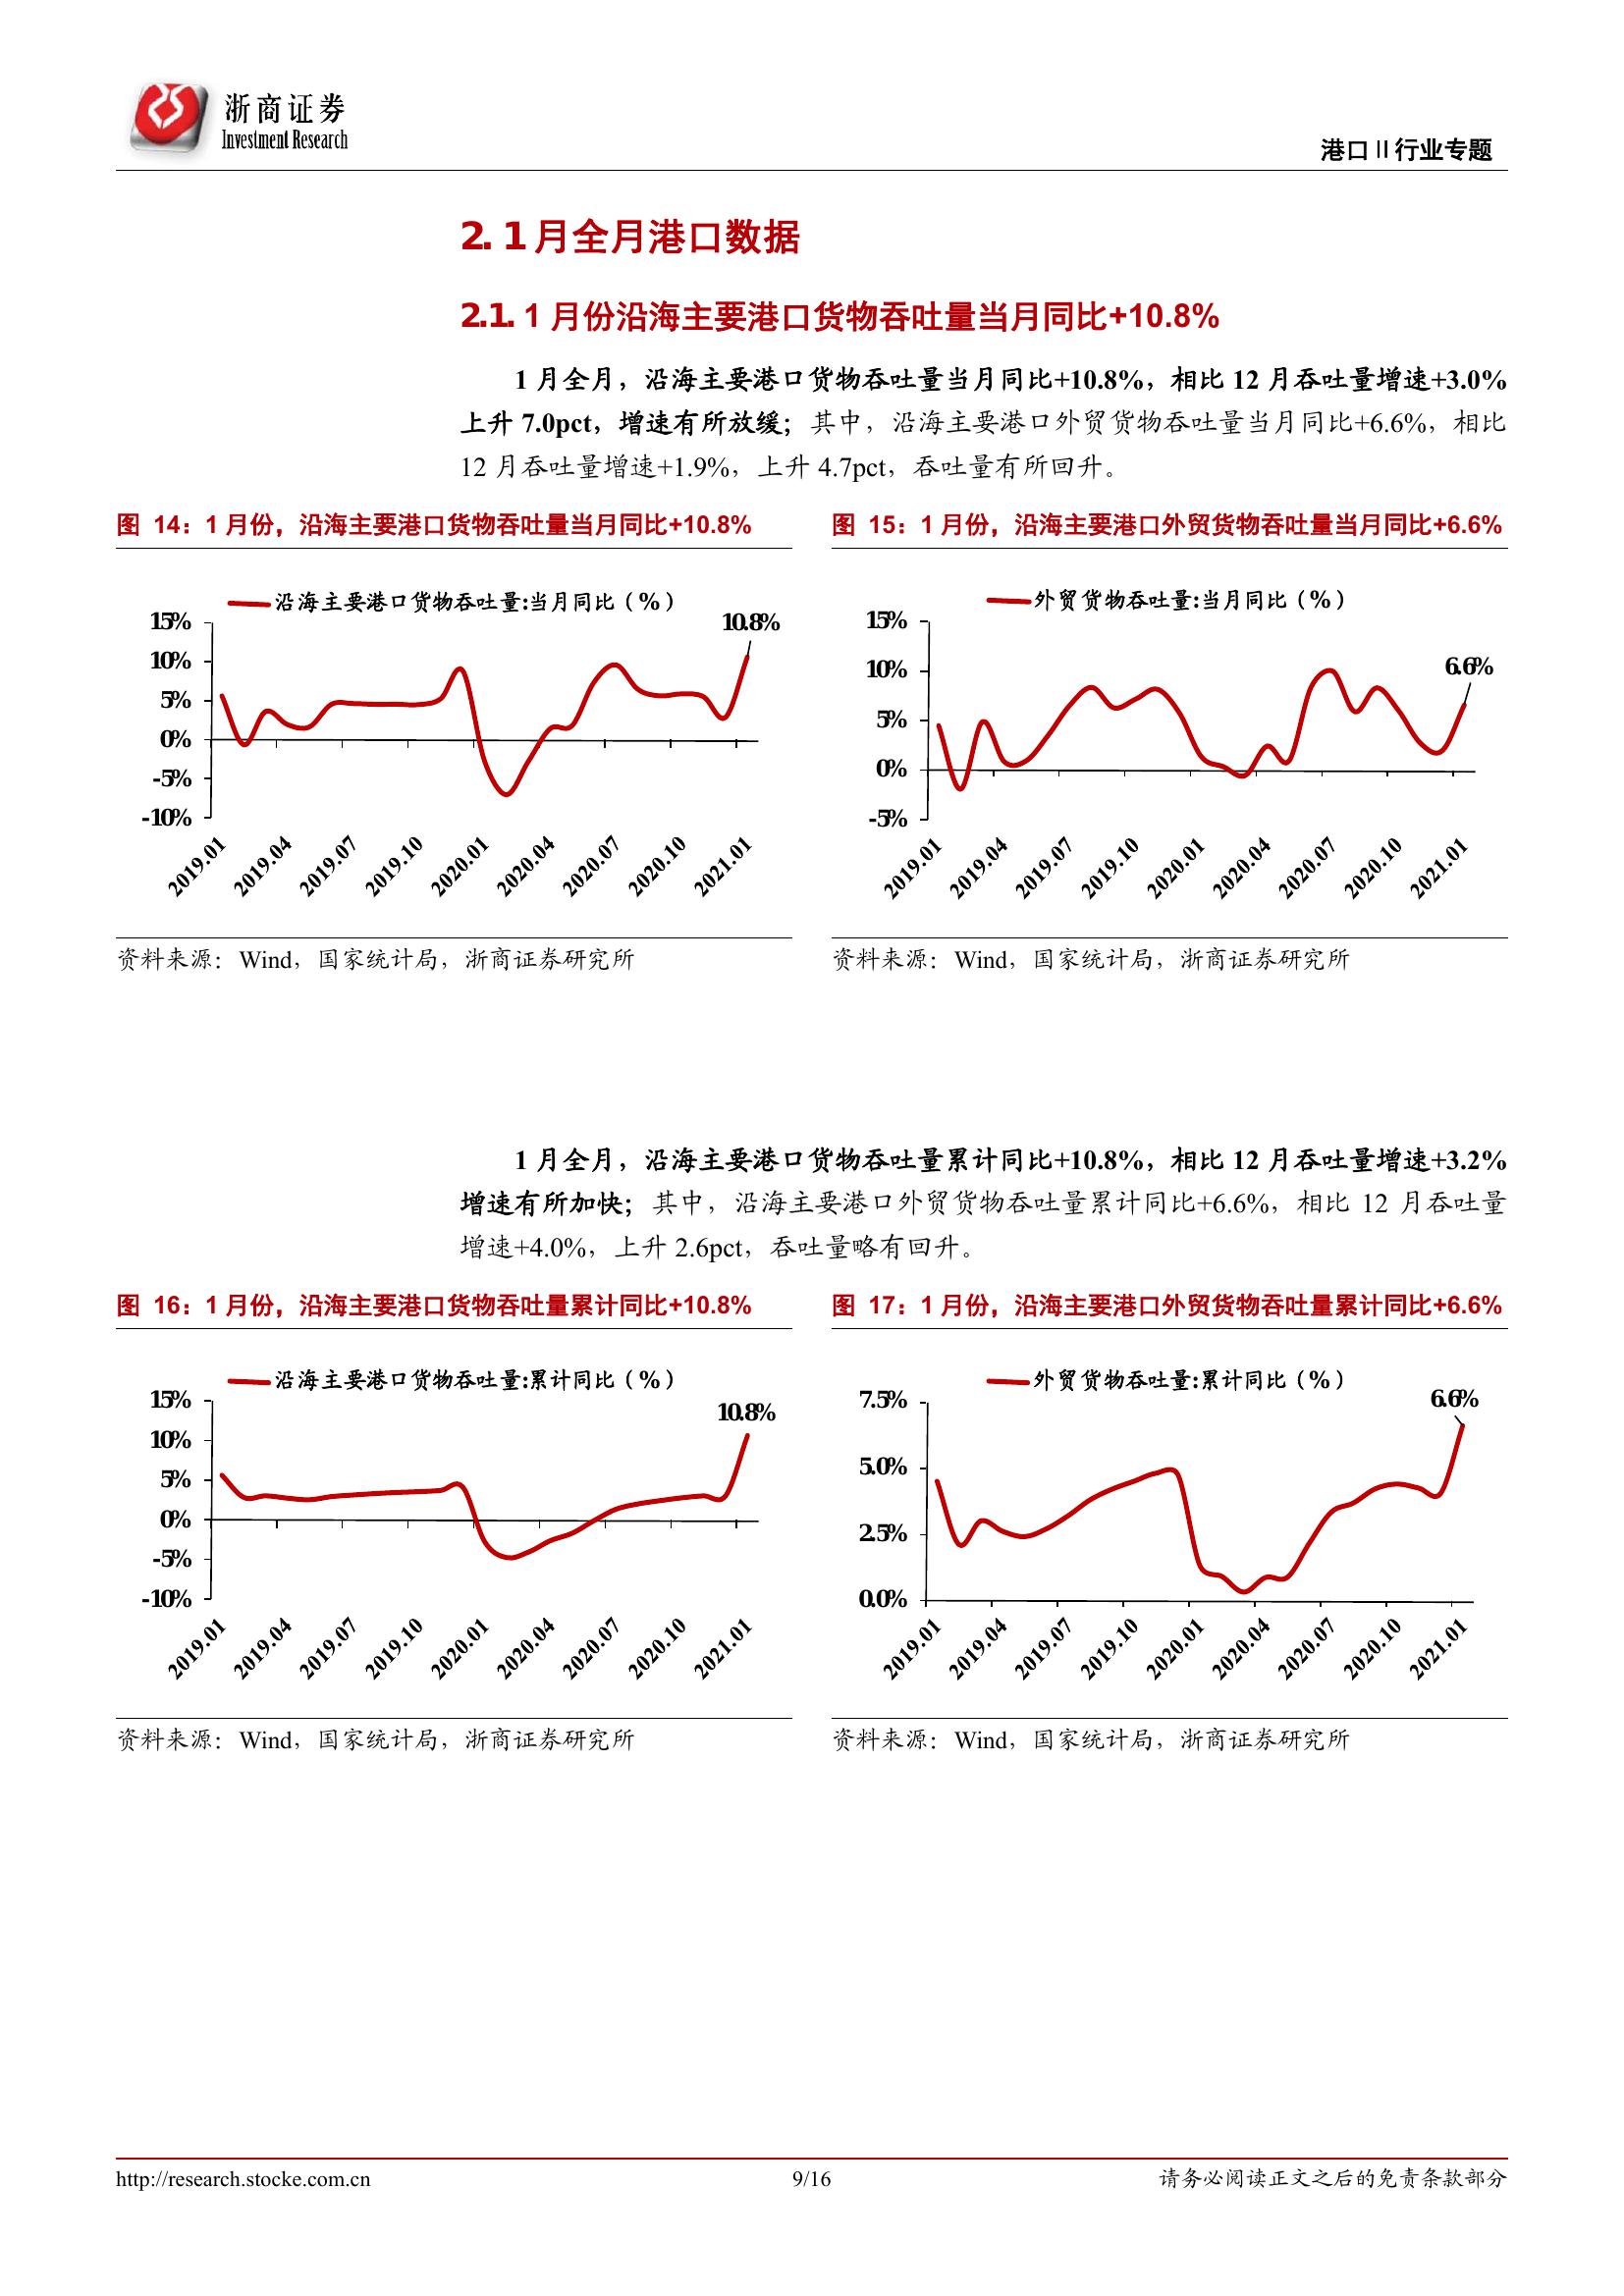 浙商证券
Investment Research
港口Ⅱ行业专题
2. 1月全月港口数据
2.1. 1月份沿海主要港口货物吞吐量当月同比+10.8%
1月全月，沿海主要港口货物吞吐量当月同比+10.8%，相比12月吞吐量增速+3.0%
上升7.0pct，增速有所放缓；其中，沿海主要港口外贸货物吞吐量当月同比+6.6%，相比
12月吞吐量增速+1.9%，上升4.7pct，吞吐量有所回升。
图 14：1月份，沿海主要港口货物吞吐量当月同比+10.8%
沿海主要港口货物吞吐量:当月同比（%）
10.8%
15%
10%
5%
0%
-5%
-10%
2019.01 2019.04 2019.07 2019.10 2020.01 2020.04 2020.07 2020.10 2021.01
资料来源：Wind，国家统计局，浙商证券研究所
图 15：1月份，沿海主要港口外贸货物吞吐量当月同比+6.6%
外贸货物吞吐量:当月同比（%）
6.6%
15%
10%
5%
0%
-5%
2019.01 2019.04 2019.07 2019.10 2020.01 2020.04 2020.07 2020.10 2021.01
资料来源：Wind，国家统计局，浙商证券研究所
1月全月，沿海主要港口货物吞吐量累计同比+10.8%，相比12月吞吐量增速+3.2%
增速有所加快；其中，沿海主要港口外贸货物吞吐量累计同比+6.6%，相比12月吞吐量
增速+4.0%，上升2.6pct，吞吐量略有回升。
图 16：1月份，沿海主要港口货物吞吐量累计同比+10.8%
沿海主要港口货物吞吐量:累计同比（%）
10.8%
15%
10%
5%
0%
-5%
-10%
2019.01 2019.04 2019.07 2019.10 2020.01 2020.04 2020.07 2020.10 2021.01
资料来源：Wind，国家统计局，浙商证券研究所
图 17：1月份，沿海主要港口外贸货物吞吐量累计同比+6.6%
外贸货物吞吐量:累计同比（%）
6.6%
7.5%
5.0%
2.5%
0.0%
2019.01 2019.04 2019.07 2019.10 2020.01 2020.04 2020.07 2020.10 2021.01
资料来源：Wind，国家统计局，浙商证券研究所
http://research.stocke.com.cn 9/16 请务必阅读正文之后的免责条款部分